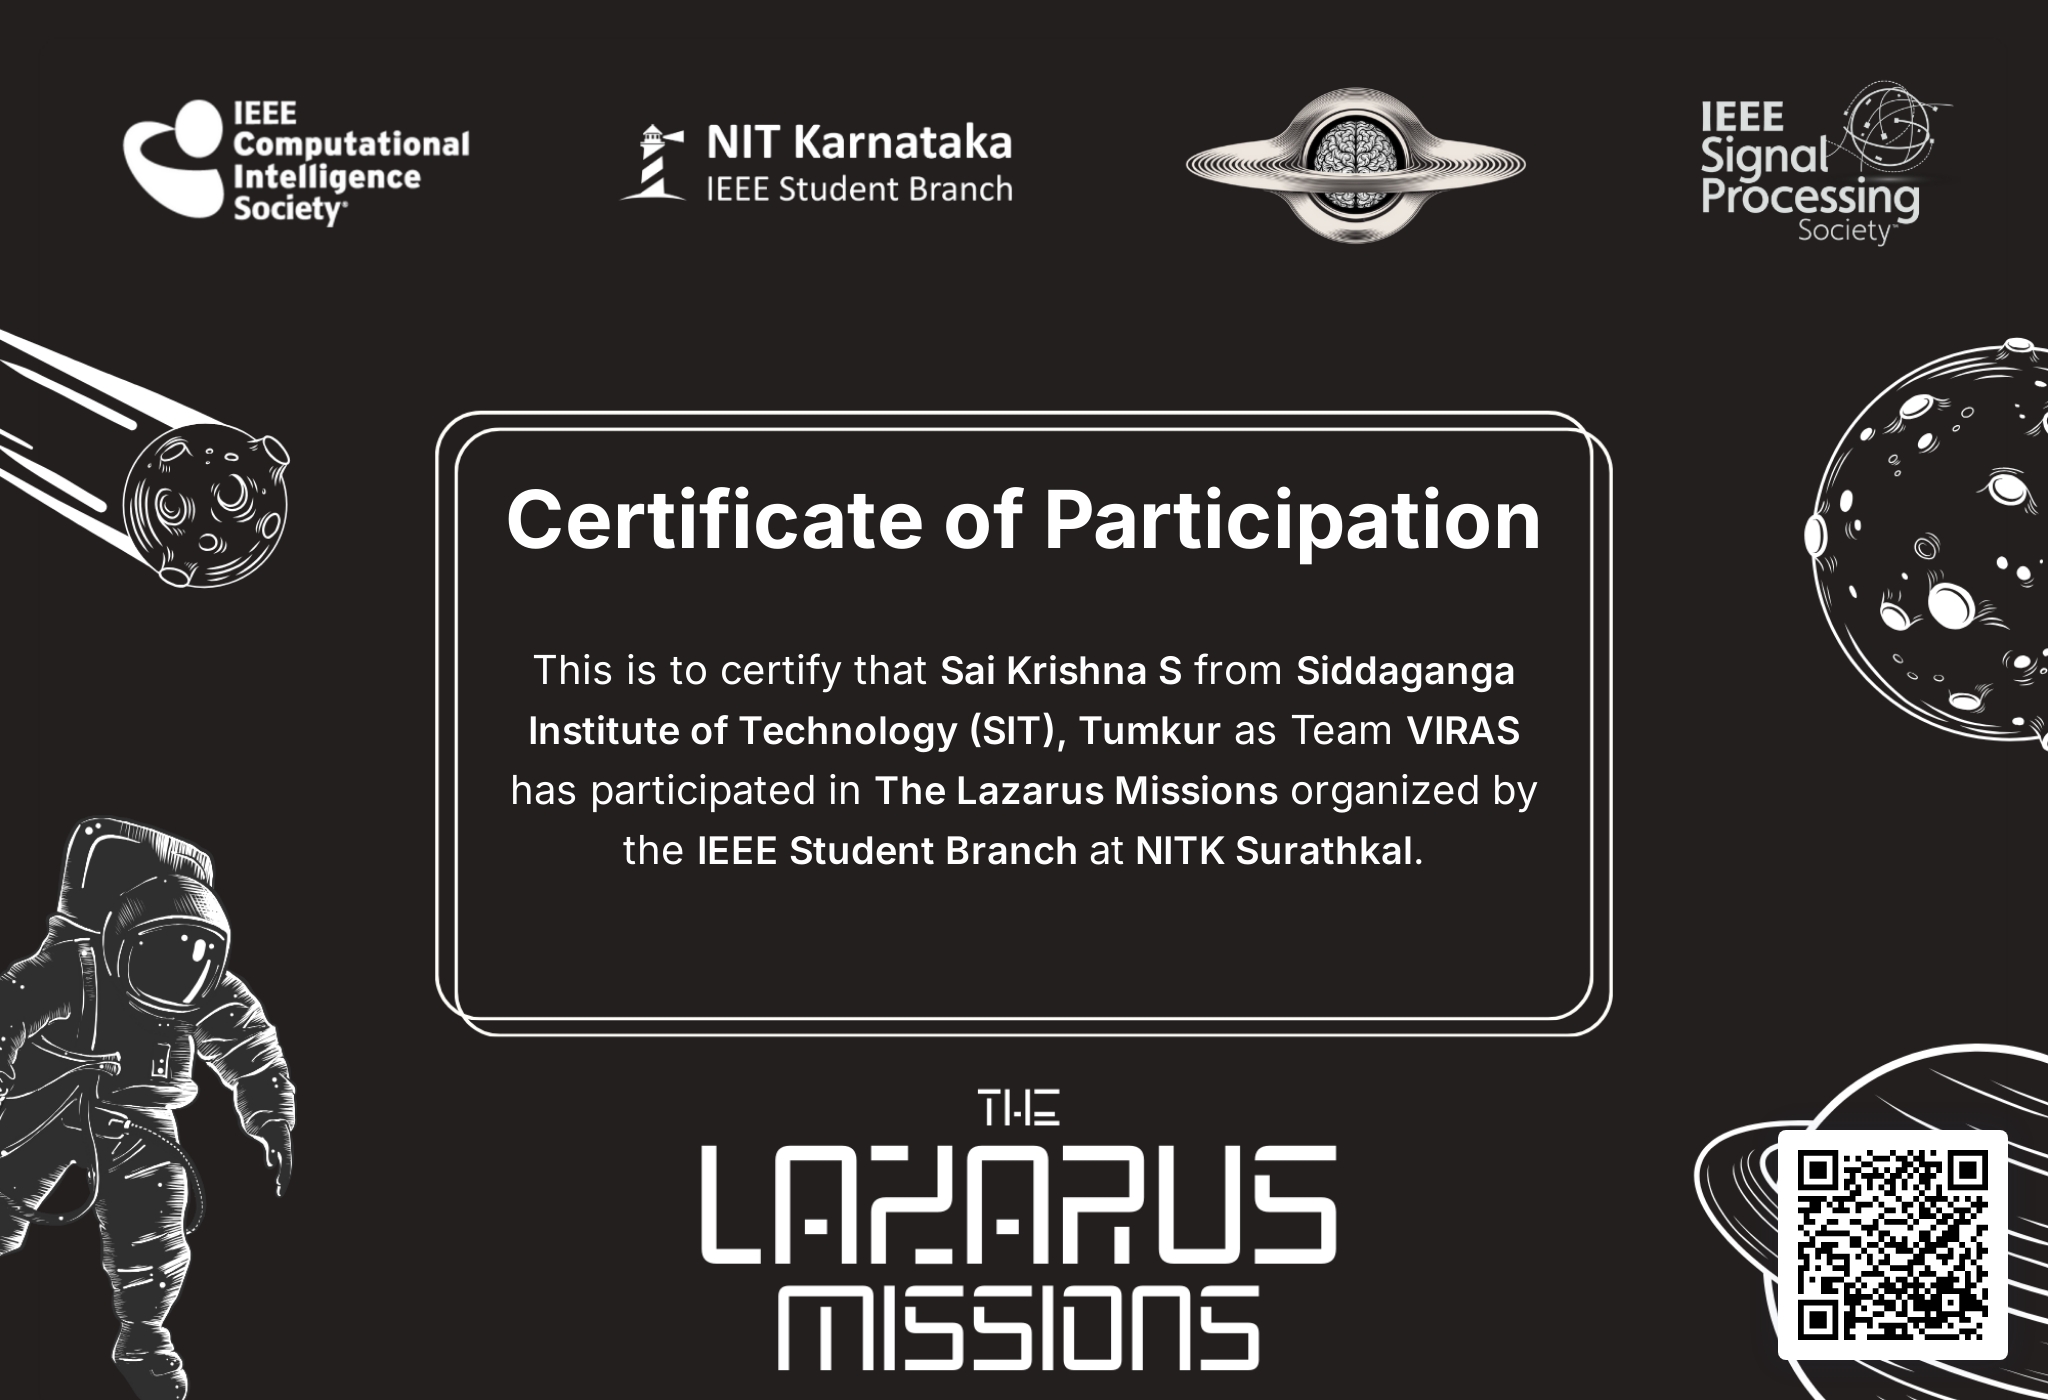 IEEE
Computational
Intelligence
Society®
NIT Karnataka
IEEE Student Branch
IEEE
Signal
Processing
Society™
Certificate of Participation
This is to certify that Sai Krishna S from Siddaganga
Institute of Technology (SIT), Tumkur as Team VIRAS
has participated in The Lazarus Missions organized by
the IEEE Student Branch at NITK Surathkal.
THE
LAZARUS
MISSIONS